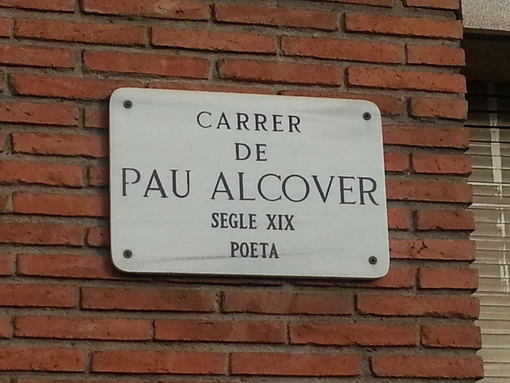 CARRER
DE
PAU ALCOVER
SEGLE XIX
POETA